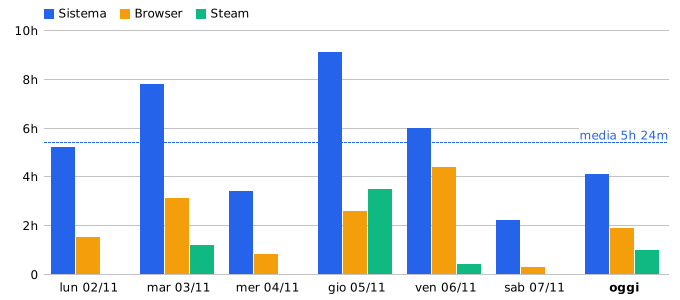 Sistema Browser Steam
10h
8h
6h
media 5h 24m
4h
2h
0
lun 02/11 mar 03/11 mer 04/11 gio 05/11 ven 06/11 sab 07/11 oggi